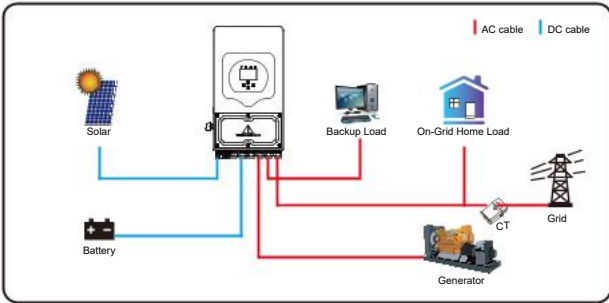 AC cable
DC cable
Solar
Backup Load
On-Grid Home Load
CT
Grid
Battery
Generator